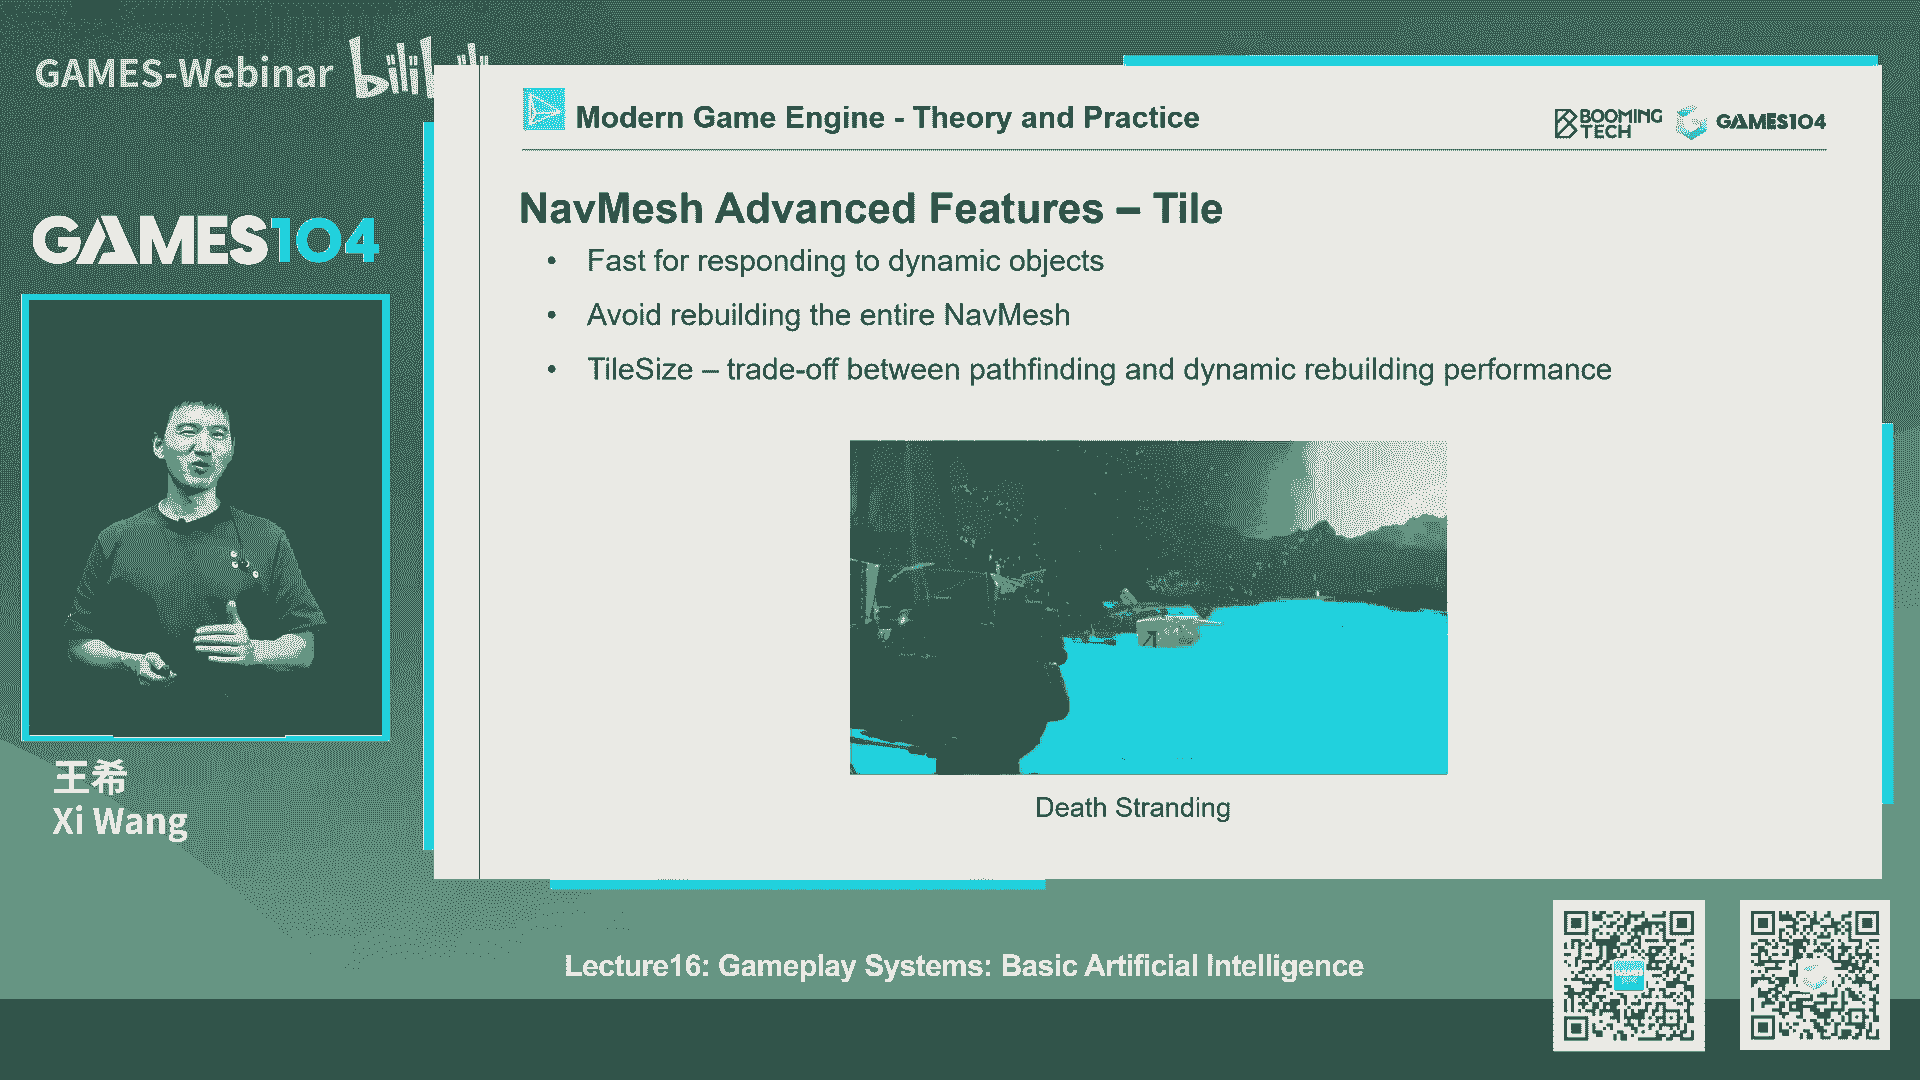 GAMES-Webinar bilibili
Modern Game Engine - Theory and Practice
BOOMING
TECH
GAMES104
GAMES104
NavMesh Advanced Features – Tile
• Fast for responding to dynamic objects
• Avoid rebuilding the entire NavMesh
• TileSize – trade-off between pathfinding and dynamic rebuilding performance
Death Stranding
王希
Xi Wang
Lecture16: Gameplay Systems: Basic Artificial Intelligence